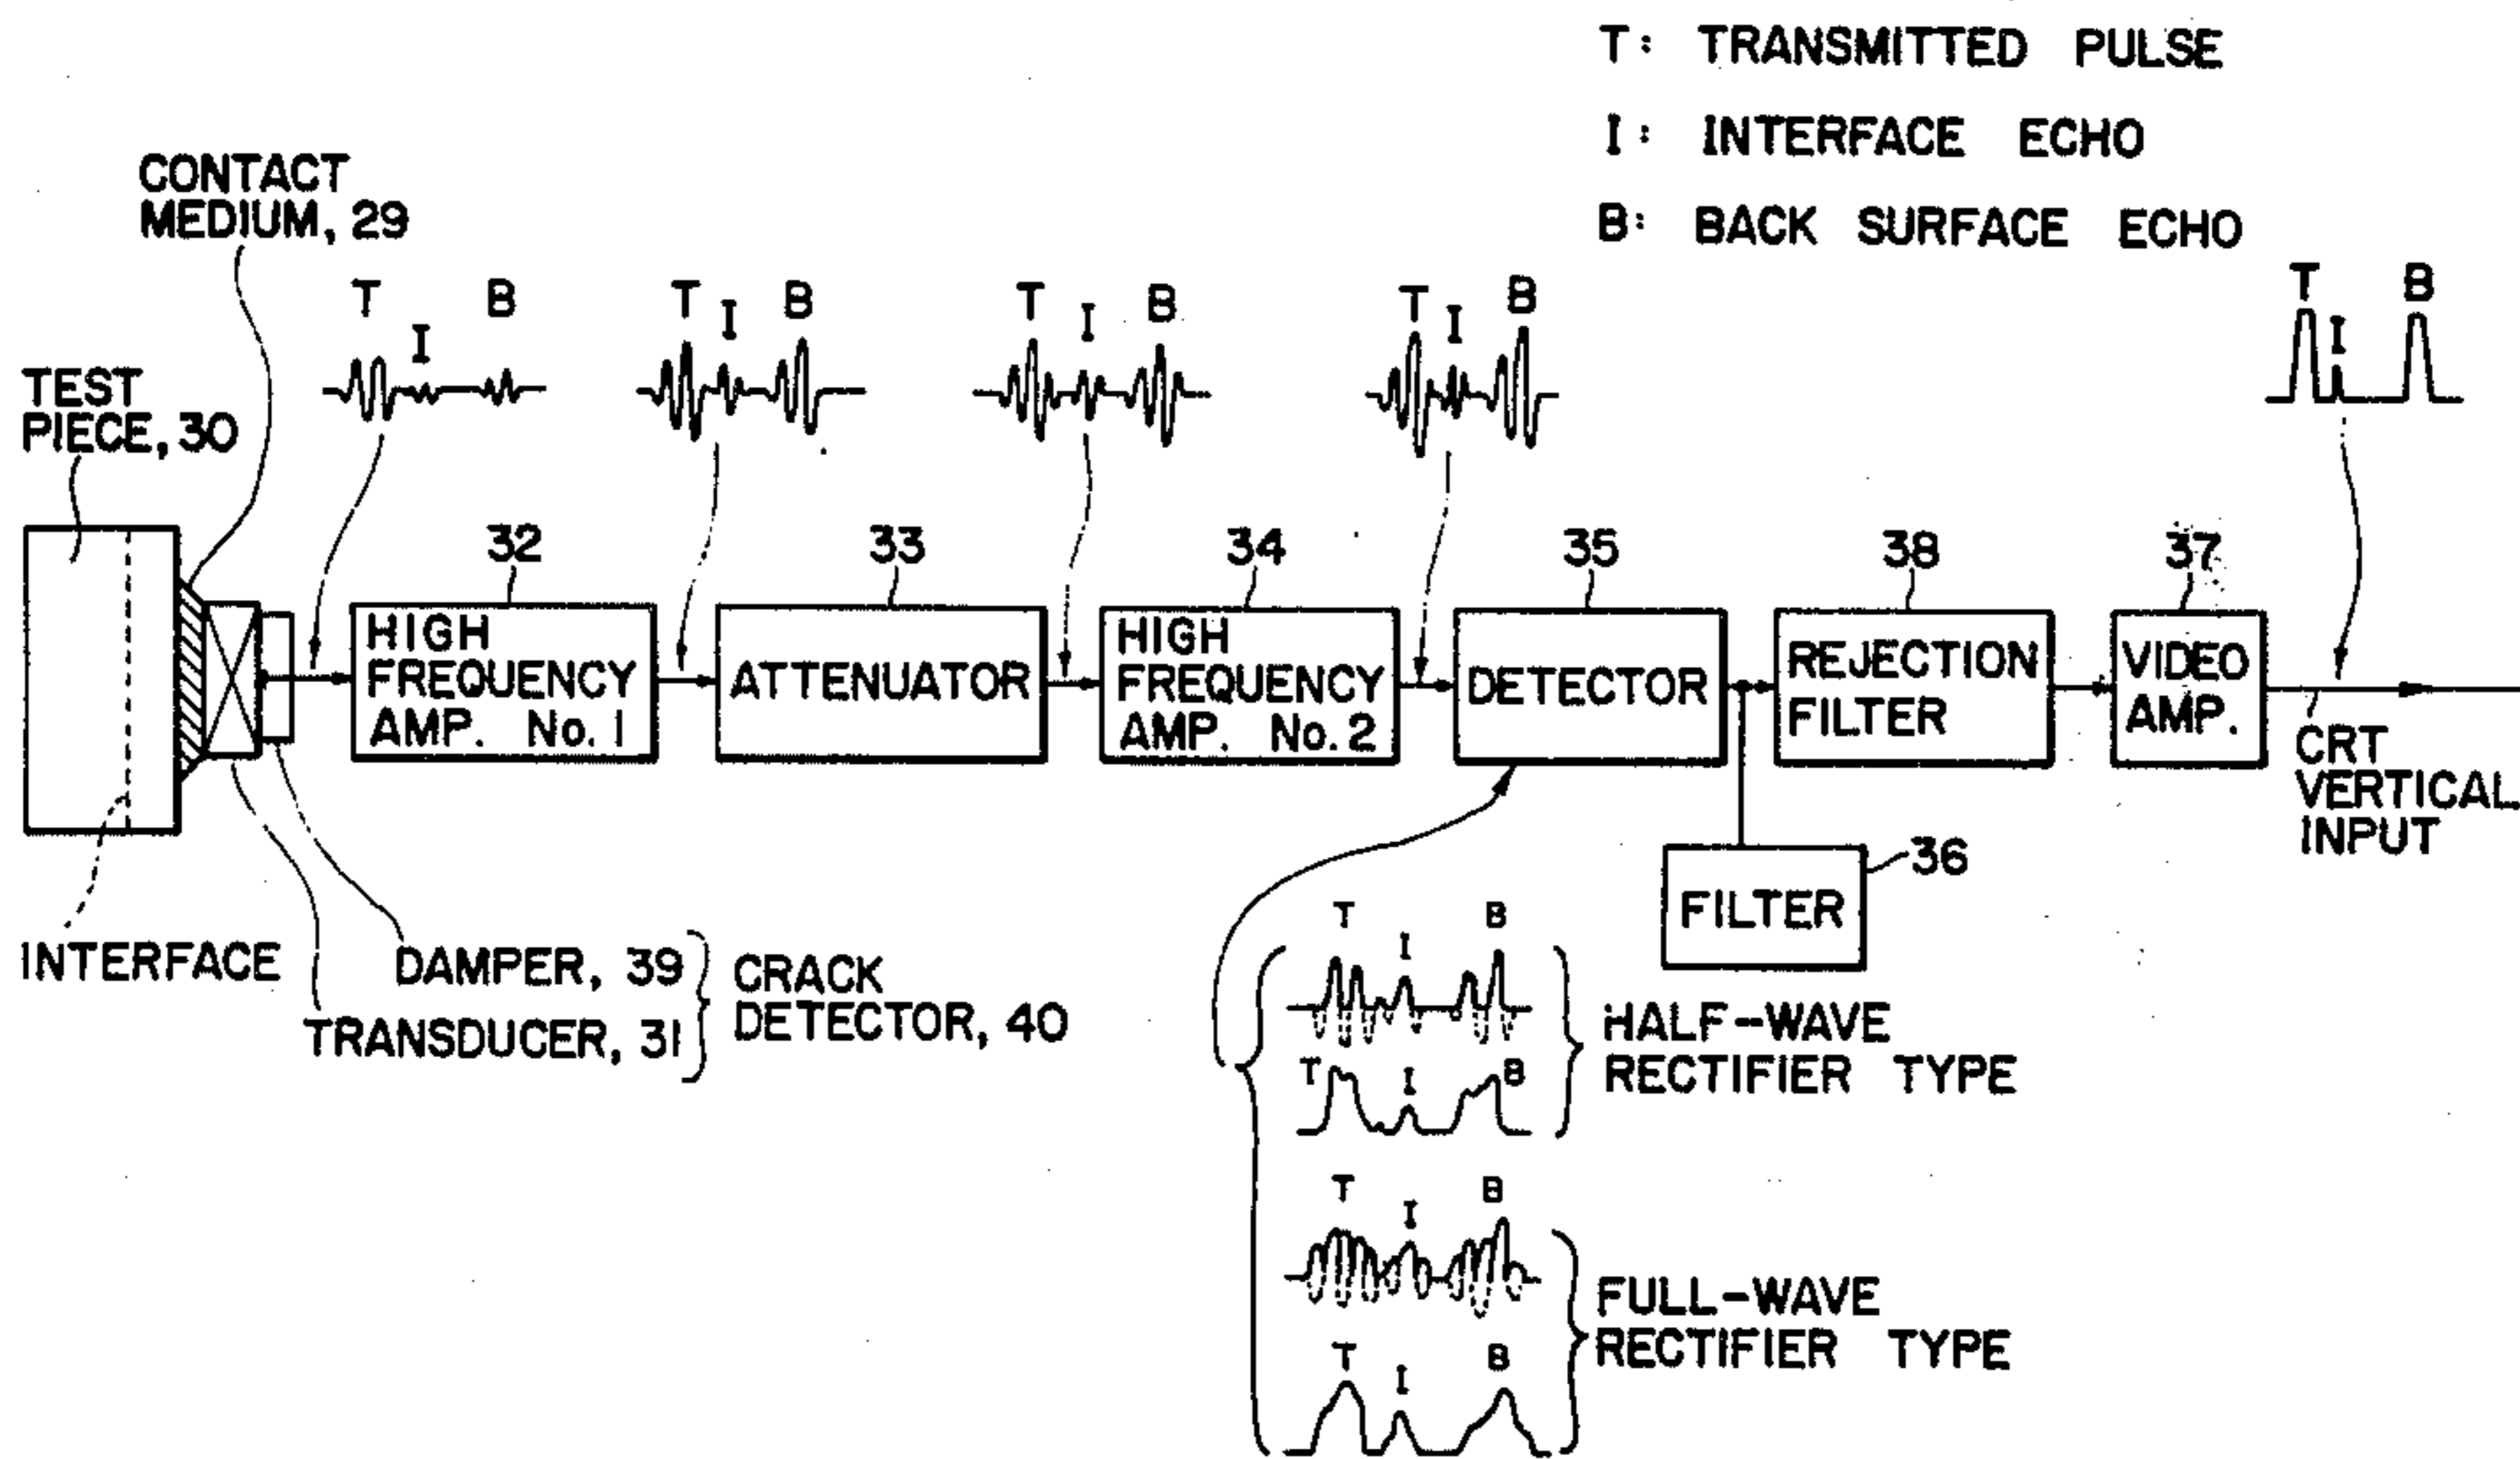 T: TRANSMITTED PULSE
I: INTERFACE ECHO
B: BACK SURFACE ECHO
CONTACT
MEDIUM, 29
TEST
PIECE, 30
T I B
T I B
T I B
T I B
T I B
32
33
34
35
38
37
HIGH
FREQUENCY
AMP. No. 1
ATTENUATOR
HIGH
FREQUENCY
AMP. No. 2
DETECTOR
REJECTION
FILTER
VIDEO
AMP.
CRT
VERTICAL
INPUT
36
FILTER
INTERFACE
DAMPER, 39
TRANSDUCER, 31
CRACK
DETECTOR, 40
T I B
T I B
HALF-WAVE
RECTIFIER TYPE
T I B
T I B
FULL-WAVE
RECTIFIER TYPE